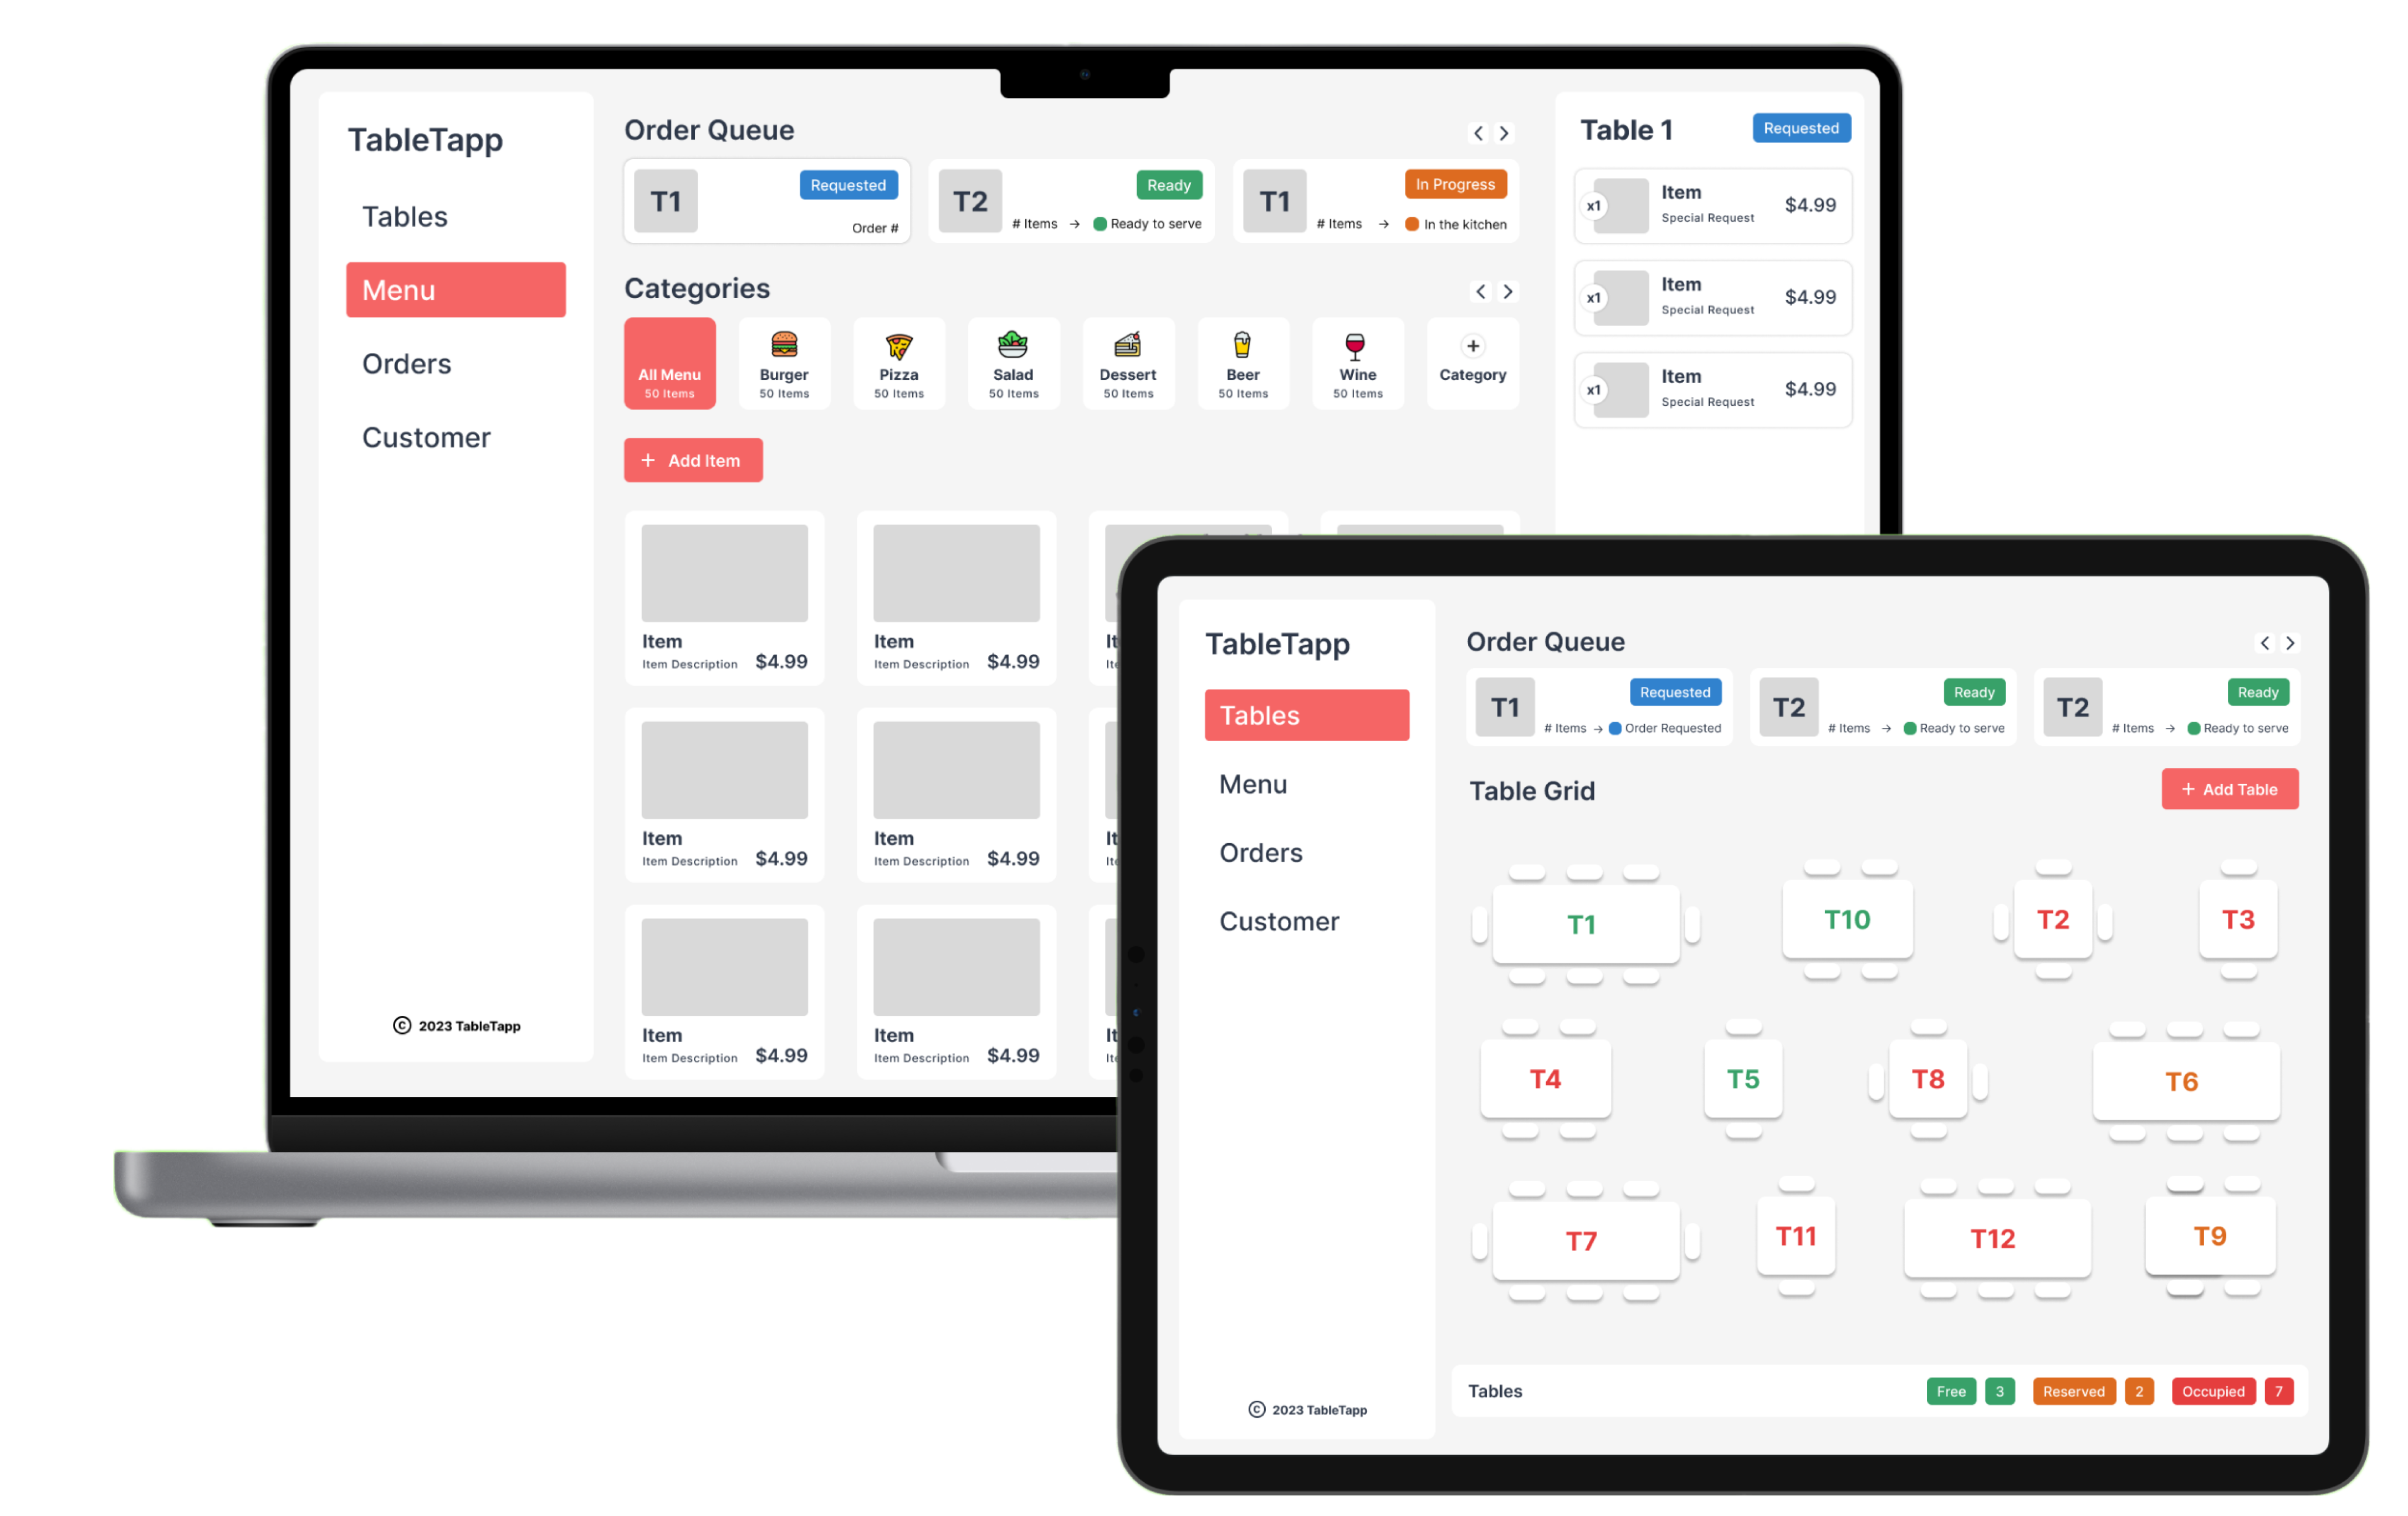 TableTapp
Tables
Menu
Orders
Customer
© 2023 TableTapp
Order Queue
T1
Requested
Order #
T2
Ready
# Items → Ready to serve
T1
In Progress
# Items → In the kitchen
Categories
All Menu
50 Items
Burger
50 Items
Pizza
50 Items
Salad
50 Items
Dessert
50 Items
Beer
50 Items
Wine
50 Items
+
Category
+ Add Item
Item
Item Description $4.99
Item
Item Description $4.99
Item
Item Description $4.99
Item
Item Description $4.99
Item
Item Description $4.99
Item
Item Description $4.99
Table 1
Requested
x1
Item
Special Request
$4.99
x1
Item
Special Request
$4.99
x1
Item
Special Request
$4.99
TableTapp
Tables
Menu
Orders
Customer
© 2023 TableTapp
Order Queue
T1
Requested
# Items → Order Requested
T2
Ready
# Items → Ready to serve
T2
Ready
# Items → Ready to serve
Table Grid
+ Add Table
T1
T10
T2
T3
T4
T5
T8
T6
T7
T11
T12
T9
Tables
Free 3
Reserved 2
Occupied 7